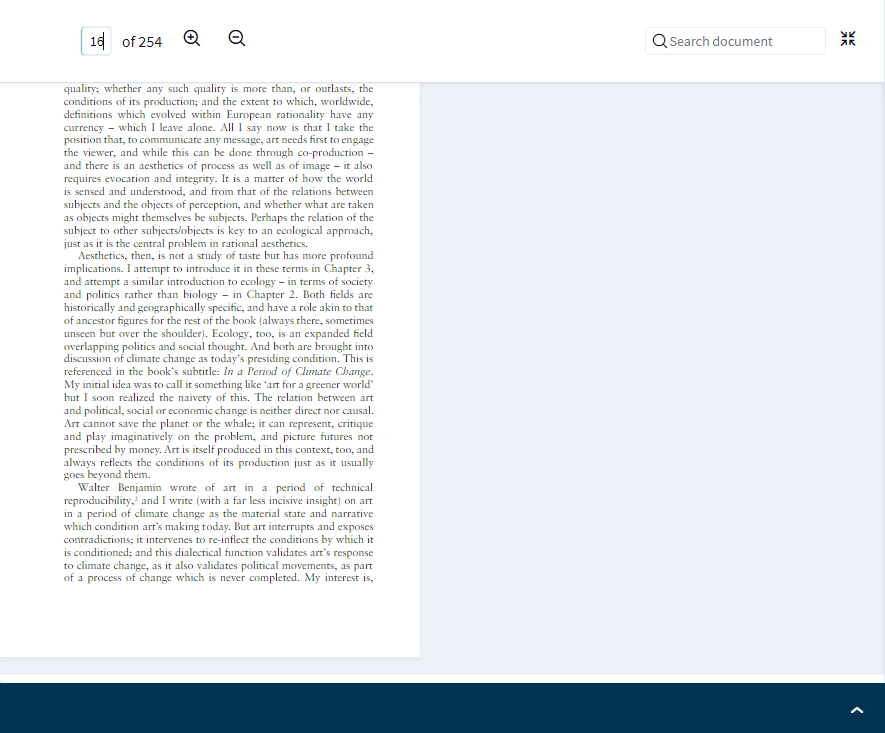 16 of 254
Search document
quality; whether any such quality is more than, or outlasts, the
conditions of its production; and the extent to which, worldwide,
definitions which evolved within European rationality have any
currency – which I leave alone. All I say now is that I take the
position that, to communicate any message, art needs first to engage
the viewer, and while this can be done through co-production –
and there is an aesthetics of process as well as of image – it also
requires evocation and integrity. It is a matter of how the world
is sensed and understood, and from that of the relations between
subjects and the objects of perception, and whether what are taken
as objects might themselves be subjects. Perhaps the relation of the
subject to other subjects/objects is key to an ecological approach,
just as it is the central problem in rational aesthetics.
Aesthetics, then, is not a study of taste but has more profound
implications. I attempt to introduce it in these terms in Chapter 3,
and attempt a similar introduction to ecology – in terms of society
and politics rather than biology – in Chapter 2. Both fields are
historically and geographically specific, and have a role akin to that
of ancestor figures for the rest of the book (always there, sometimes
unseen but over the shoulder). Ecology, too, is an expanded field
overlapping politics and social thought. And both are brought into
discussion of climate change as today's presiding condition. This is
referenced in the book's subtitle: In a Period of Climate Change.
My initial idea was to call it something like ‘art for a greener world’
but I soon realized the naivety of this. The relation between art
and political, social or economic change is neither direct nor causal.
Art cannot save the planet or the whale; it can represent, critique
and play imaginatively on the problem, and picture futures not
prescribed by money. Art is itself produced in this context, too, and
always reflects the conditions of its production just as it usually
goes beyond them.
Walter Benjamin wrote of art in a period of technical
reproducibility,² and I write (with a far less incisive insight) on art
in a period of climate change as the material state and narrative
which condition art's making today. But art interrupts and exposes
contradictions; it intervenes to re-inflect the conditions by which it
is conditioned; and this dialectical function validates art's response
to climate change, as it also validates political movements, as part
of a process of change which is never completed. My interest is,